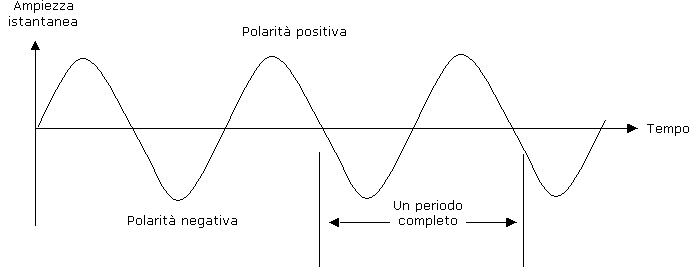 Ampiezza
istantanea
Polarità positiva
Tempo
Polarità negativa
Un periodo
completo